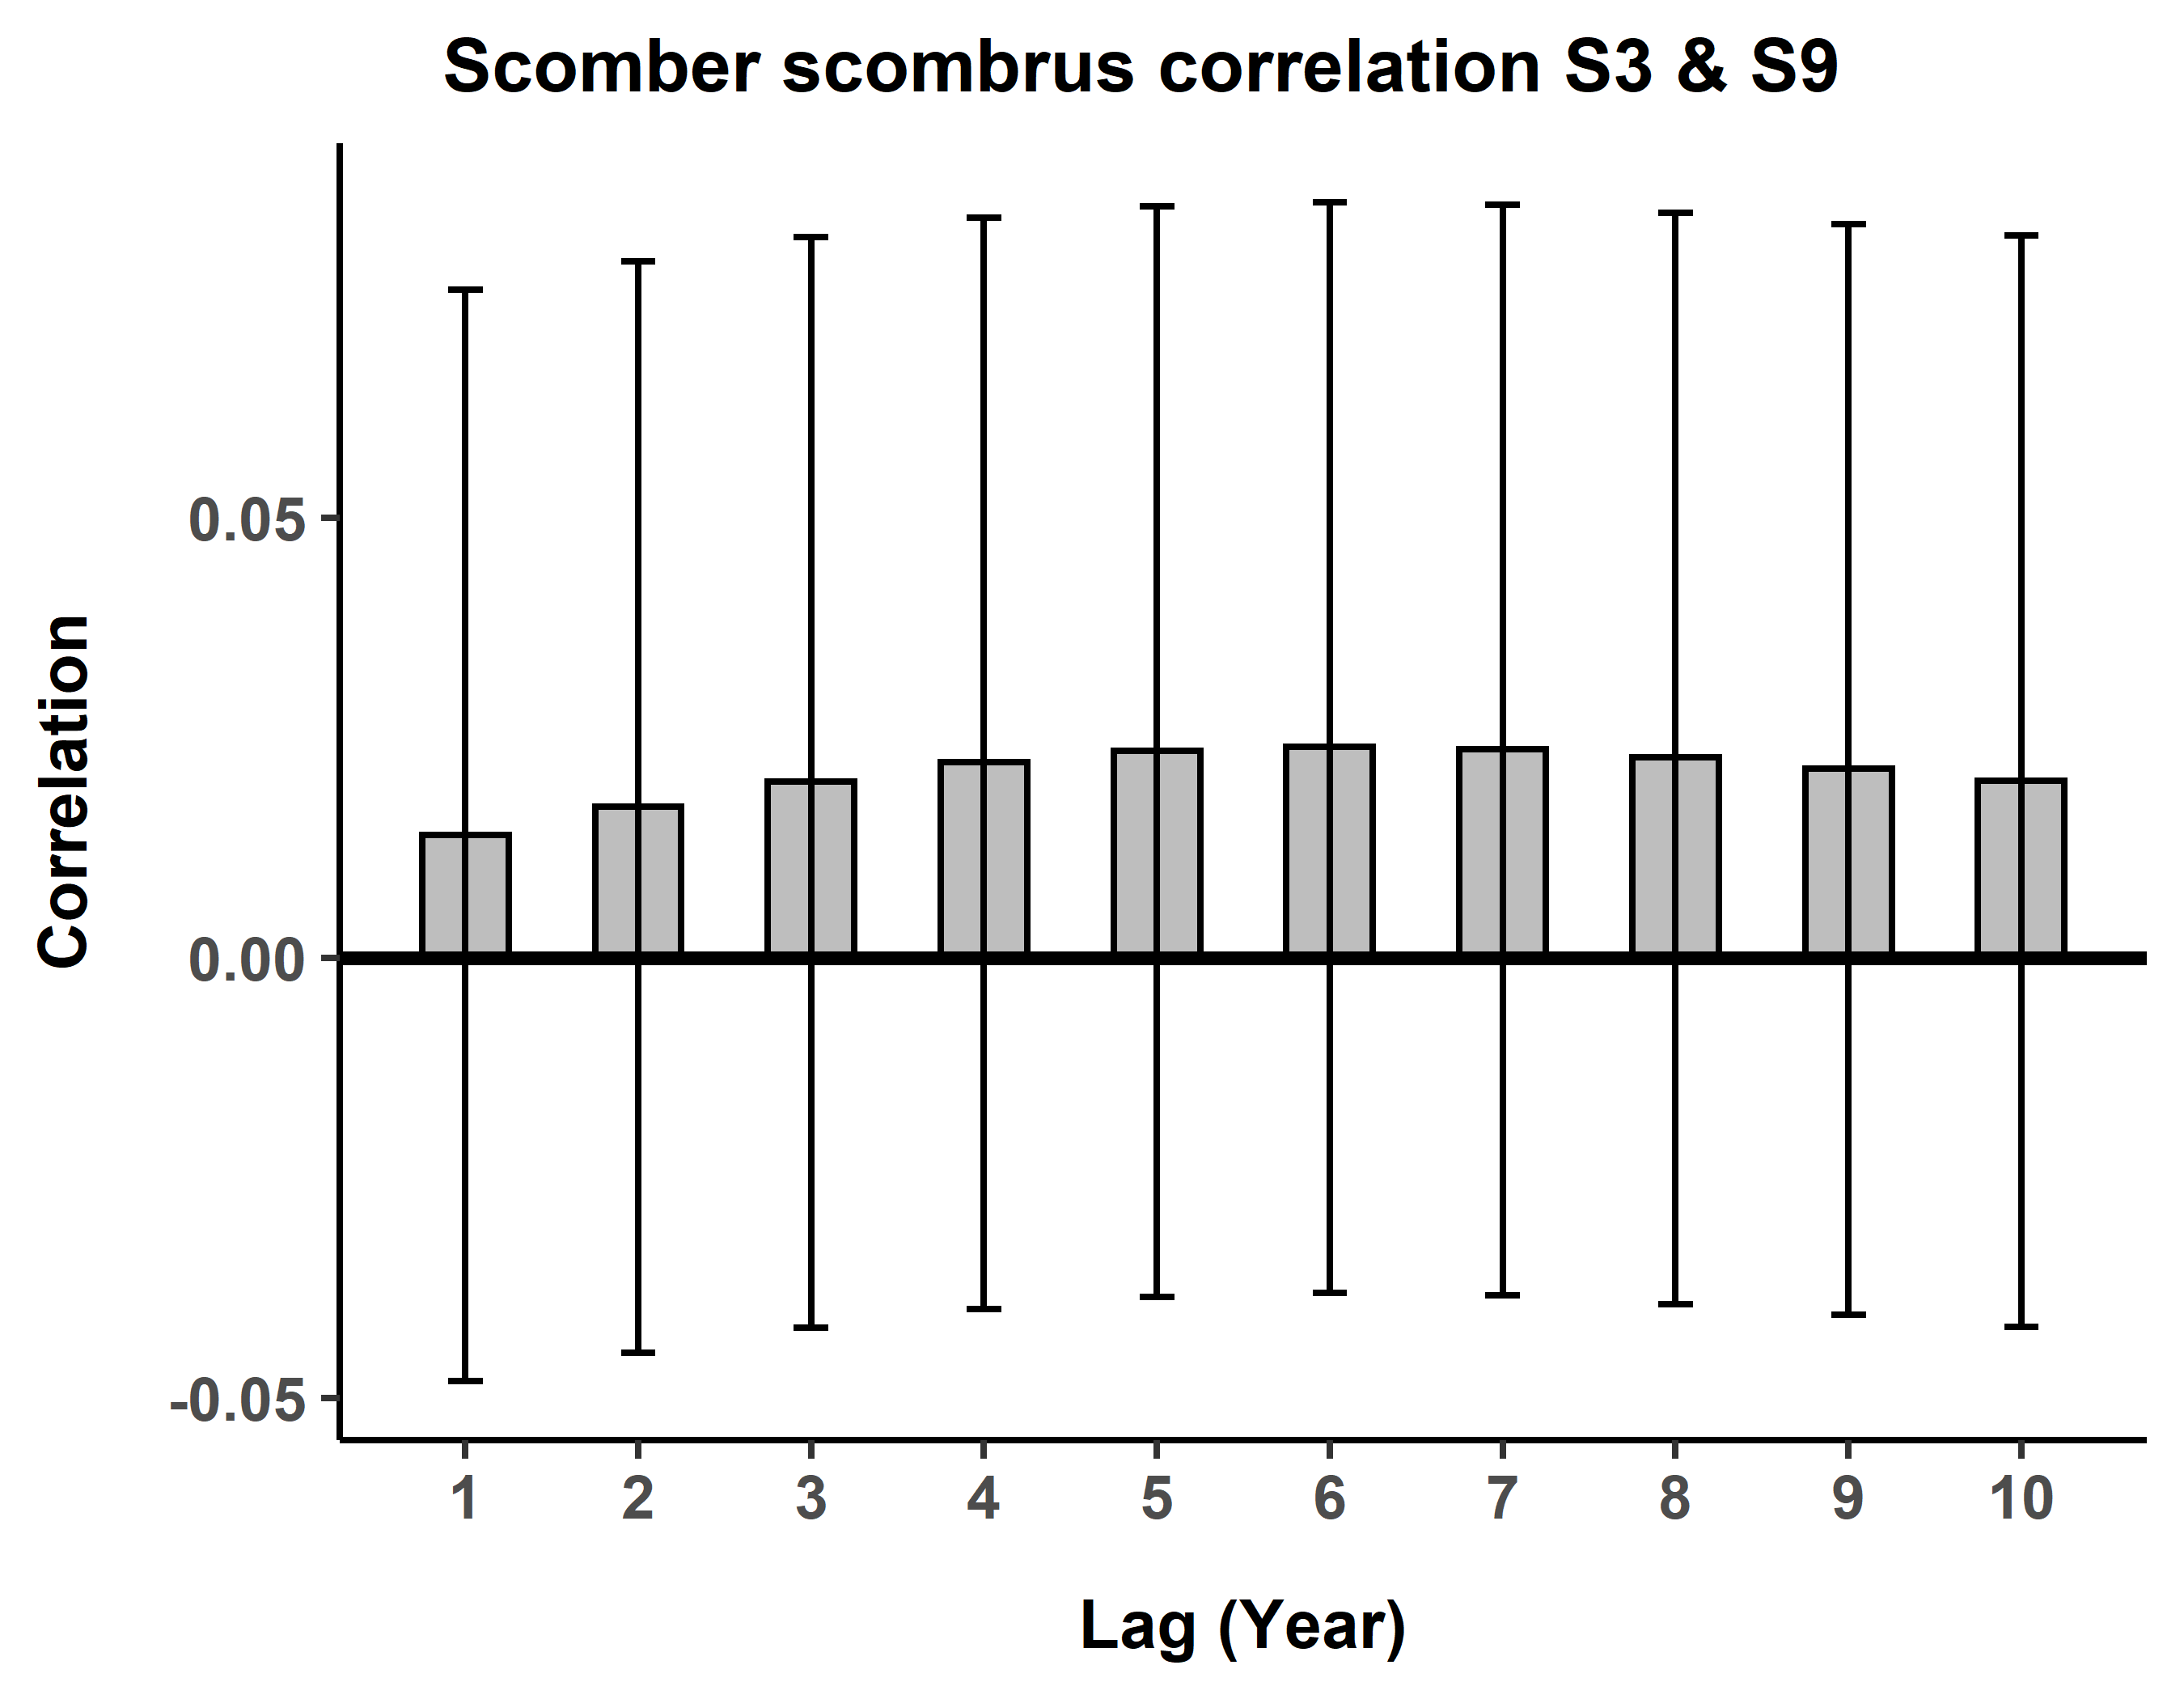 Scomber scombrus correlation S3 & S9
Correlation
0.05
0.00
-0.05
1 2 3 4 5 6 7 8 9 10
Lag (Year)